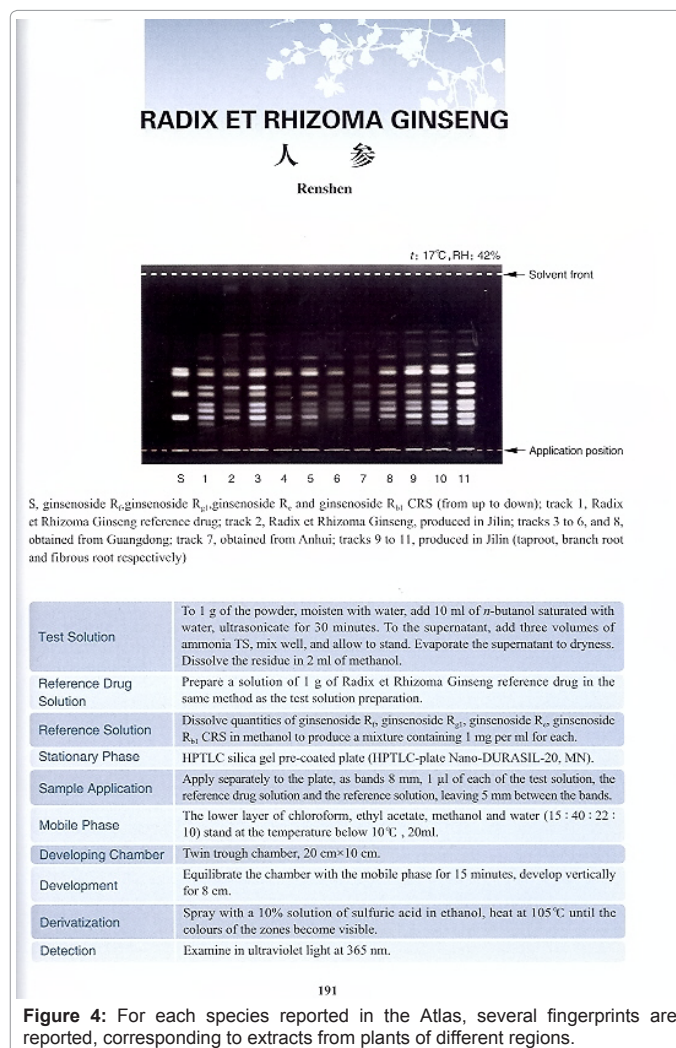 RADIX ET RHIZOMA GINSENG
人 参
Renshen
t: 17℃,RH: 42%
Solvent front
Application position
S 1 2 3 4 5 6 7 8 9 10 11
S, ginsenoside Rf,ginsenoside Rg1,ginsenoside Re and ginsenoside Rb1 CRS (from up to down); track 1, Radix
et Rhizoma Ginseng reference drug; track 2, Radix et Rhizoma Ginseng, produced in Jilin; tracks 3 to 6, and 8,
obtained from Guangdong; track 7, obtained from Anhui; tracks 9 to 11, produced in Jilin (taproot, branch root
and fibrous root respectively)
Test Solution
To 1 g of the powder, moisten with water, add 10 ml of n-butanol saturated with
water, ultrasonicate for 30 minutes. To the supernatant, add three volumes of
ammonia TS, mix well, and allow to stand. Evaporate the supernatant to dryness.
Dissolve the residue in 2 ml of methanol.
Reference Drug
Solution
Prepare a solution of 1 g of Radix et Rhizoma Ginseng reference drug in the
same method as the test solution preparation.
Reference Solution
Dissolve quantities of ginsenoside Rf, ginsenoside Rg1, ginsenoside Re, ginsenoside
Rb1 CRS in methanol to produce a mixture containing 1 mg per ml for each.
Stationary Phase
HPTLC silica gel pre-coated plate (HPTLC-plate Nano-DURASIL-20, MN).
Sample Application
Apply separately to the plate, as bands 8 mm, 1 μl of each of the test solution, the
reference drug solution and the reference solution, leaving 5 mm between the bands.
Mobile Phase
The lower layer of chloroform, ethyl acetate, methanol and water (15∶40∶22∶
10) stand at the temperature below 10℃ , 20ml.
Developing Chamber
Twin trough chamber, 20 cm×10 cm.
Development
Equilibrate the chamber with the mobile phase for 15 minutes, develop vertically
for 8 cm.
Derivatization
Spray with a 10% solution of sulfuric acid in ethanol, heat at 105℃ until the
colours of the zones become visible.
Detection
Examine in ultraviolet light at 365 nm.
191
Figure 4: For each species reported in the Atlas, several fingerprints are
reported, corresponding to extracts from plants of different regions.